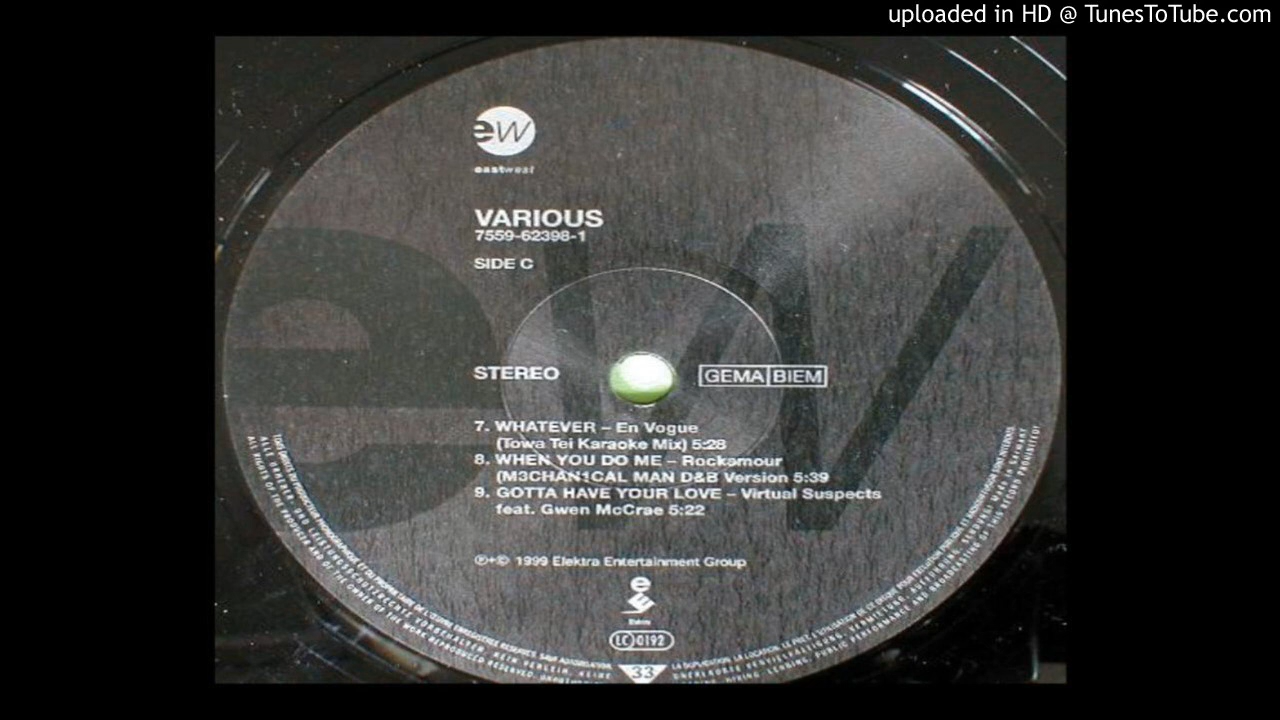 uploaded in HD @ TunesToTube.com
ew
eastwest
VARIOUS
7559-62398-1
SIDE C
STEREO
GEMA BIEM
7. WHATEVER – En Vogue
(Towa Tei Karaoke Mix) 5:28
8. WHEN YOU DO ME – Rockamour
(M3CHAN1CAL MAN D&B Version 5:39
9. GOTTA HAVE YOUR LOVE – Virtual Suspects
feat. Gwen McCrae 5:22
℗+© 1999 Elektra Entertainment Group
LC 0192
33